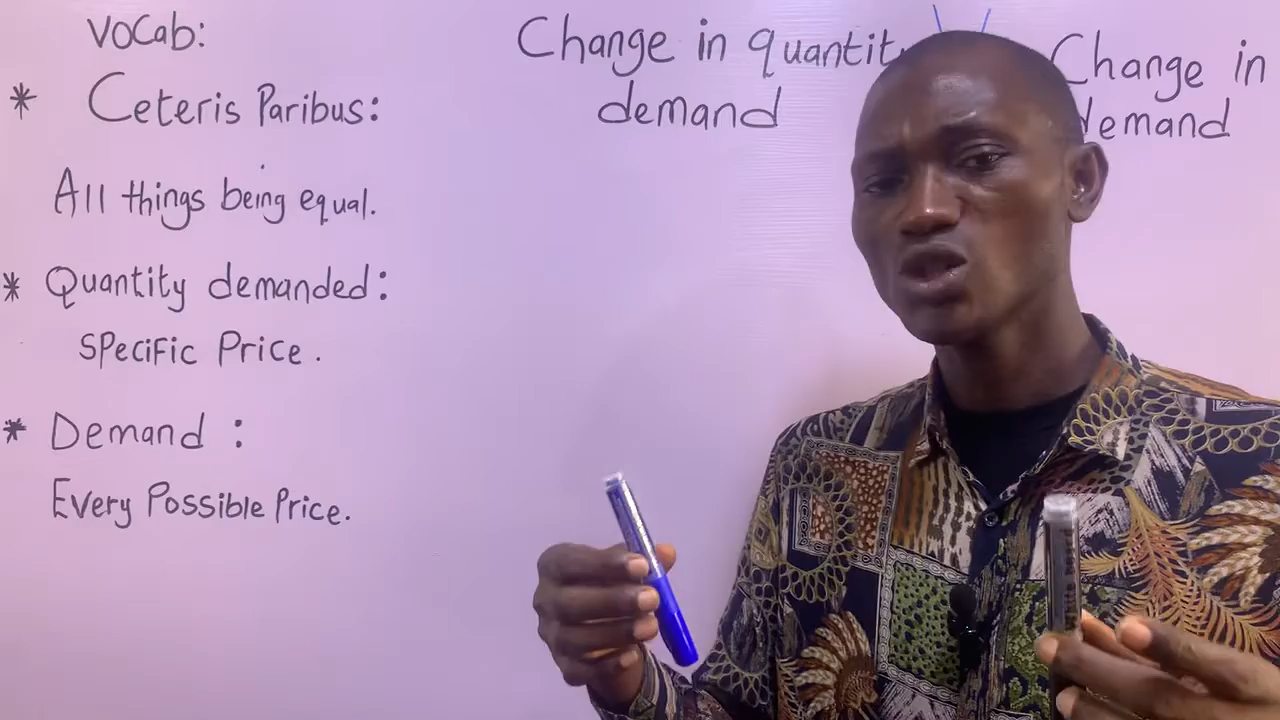 Vocab:
* Ceteris Paribus:
All things being equal.
* Quantity demanded:
Specific Price.
* Demand :
Every Possible Price.
Change in quantit
demand
Change in
demand